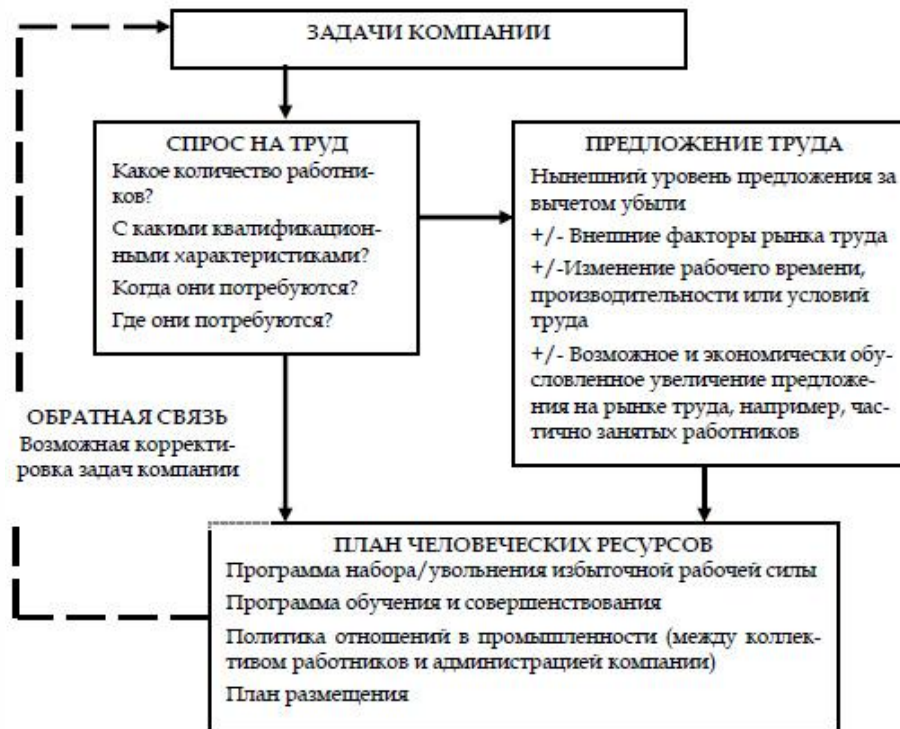 ЗАДАЧИ КОМПАНИИ
СПРОС НА ТРУД
Какое количество работни-
ков?
С какими квалификацион-
ными характеристиками?
Когда они потребуются?
Где они потребуются?
ПРЕДЛОЖЕНИЕ ТРУДА
Нынешний уровень предложения за
вычетом убыли
+/- Внешние факторы рынка труда
+/-Изменение рабочего времени,
производительности или условий
труда
+/- Возможное и экономически обу-
словленное увеличение предложе-
ния на рынке труда, например, час-
тично занятых работников
ОБРАТНАЯ СВЯЗЬ
Возможная корректи-
ровка задач компании
ПЛАН ЧЕЛОВЕЧЕСКИХ РЕСУРСОВ
Программа набора/увольнения избыточной рабочей силы
Программа обучения и совершенствования
Политика отношений в промышленности (между коллек-
тивом работников и администрацией компании)
План размещения